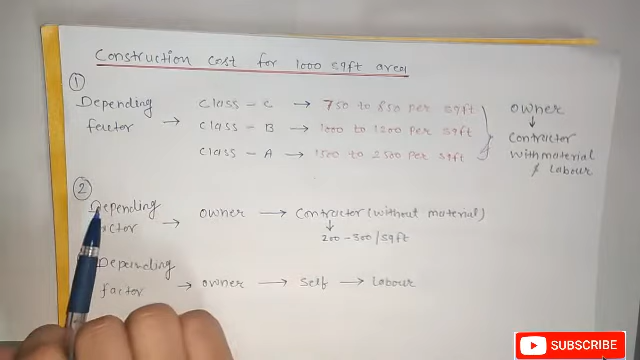 Construction cost for 1000 sqft area
①
Depending factor → class - C → 750 to 850 per sqft
class - B → 1000 to 1200 per sqft
class - A → 1500 to 2500 per sqft
owner
↓
contractor
with material
& labour
②
Depending → owner → contractor (without material)
↓
200 - 300 / sqft
Depending
factor → owner → self → labour
SUBSCRIBE